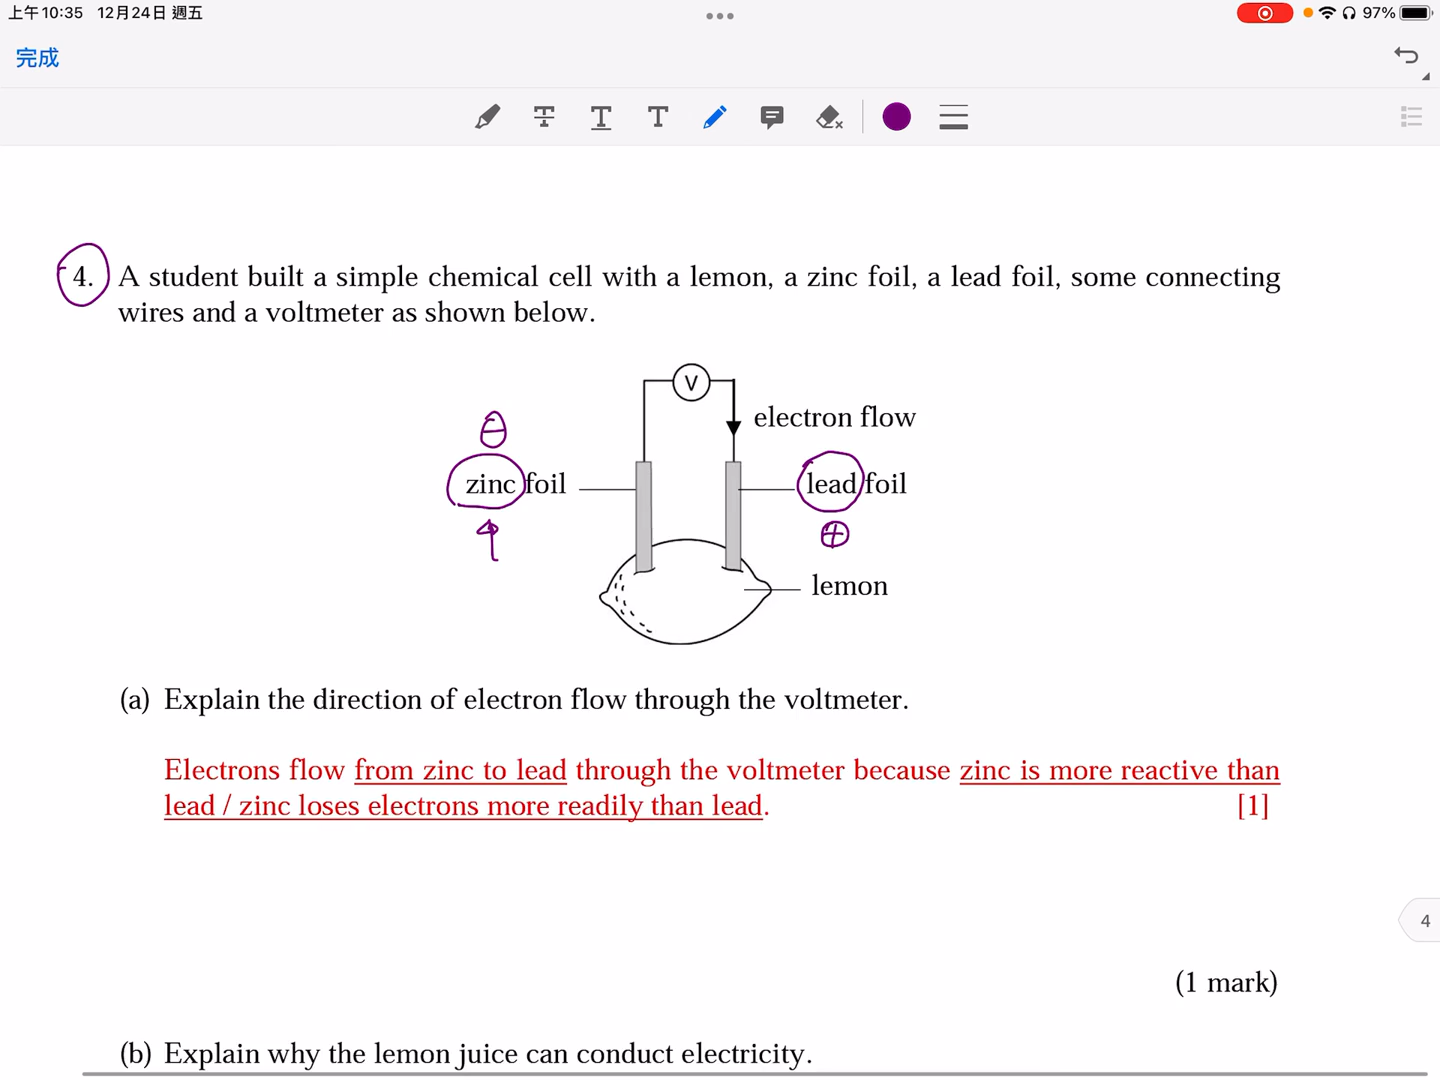 上午10:35 12月24日 週五
97%
完成
4. A student built a simple chemical cell with a lemon, a zinc foil, a lead foil, some connecting
wires and a voltmeter as shown below.
V
electron flow
zinc foil
lead foil
lemon
(a) Explain the direction of electron flow through the voltmeter.
Electrons flow from zinc to lead through the voltmeter because zinc is more reactive than
lead / zinc loses electrons more readily than lead. [1]
4
(1 mark)
(b) Explain why the lemon juice can conduct electricity.